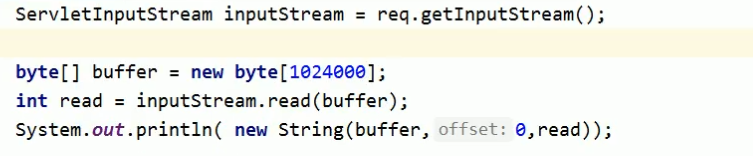 ServletInputStream inputStream = req.getInputStream();
byte[] buffer = new byte[1024000];
int read = inputStream.read(buffer);
System.out.println( new String(buffer, offset: 0,read));